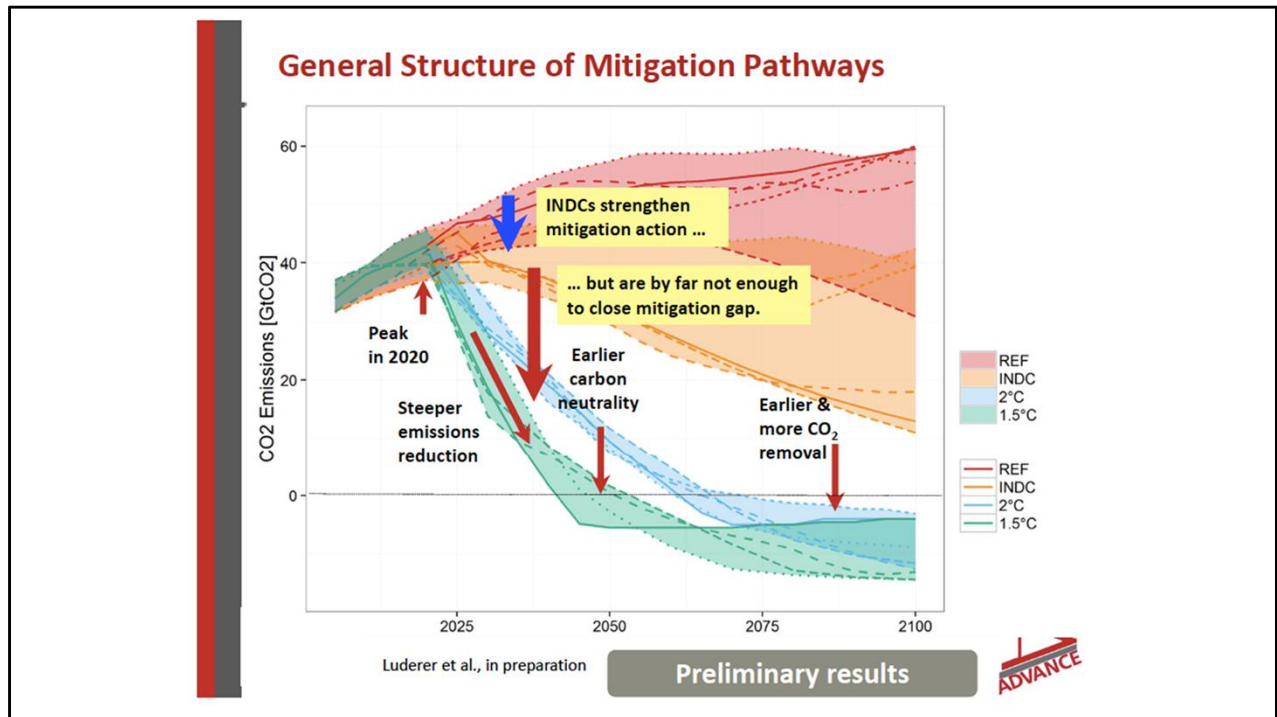 General Structure of Mitigation Pathways
CO2 Emissions [GtCO2]
60
40
20
0
2025
2050
2075
2100
INDCs strengthen
mitigation action ...
... but are by far not enough
to close mitigation gap.
Peak
in 2020
Steeper
emissions
reduction
Earlier
carbon
neutrality
Earlier &
more CO₂
removal
REF
INDC
2°C
1.5°C
REF
INDC
2°C
1.5°C
Luderer et al., in preparation
Preliminary results
ADVANCE